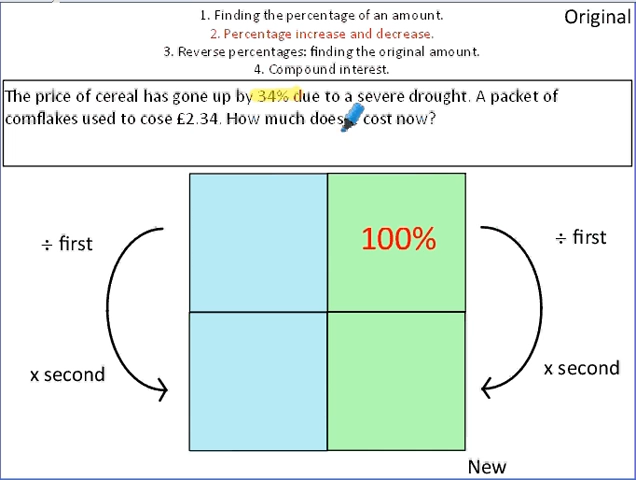 1. Finding the percentage of an amount.
Original
2. Percentage increase and decrease.
3. Reverse percentages: finding the original amount.
4. Compound interest.
The price of cereal has gone up by 34% due to a severe drought. A packet of
cornflakes used to cose £2.34. How much does cost now?
100%
÷ first
÷ first
x second
x second
New